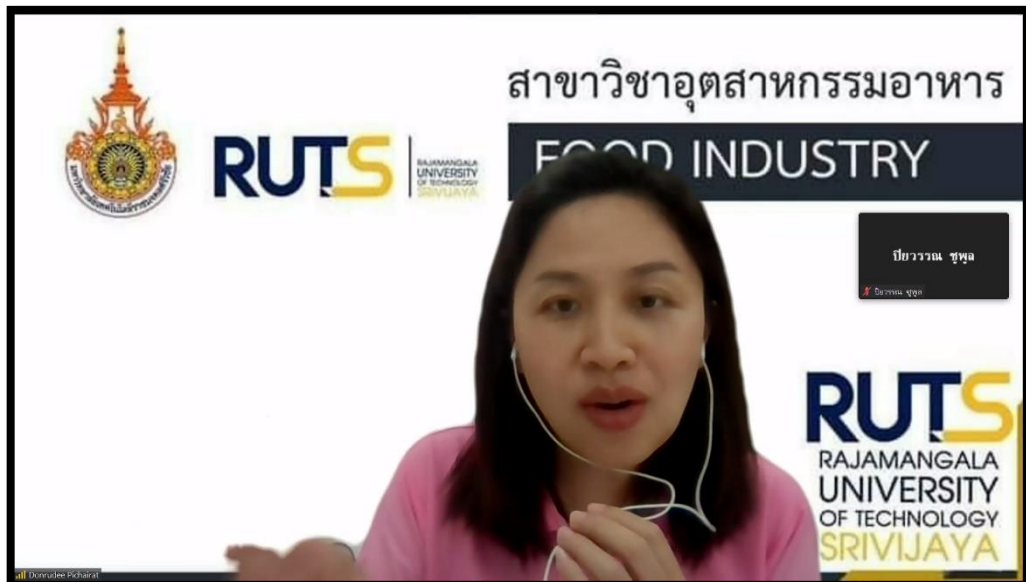 สาขาวิชาอุตสาหกรรมอาหาร
RUTS
RAJAMANGALA
UNIVERSITY
OF TECHNOLOGY
SRIVIJAYA
FOOD INDUSTRY
ปิยวรรณ ชูพูล
ปิยวรรณ ชูพูล
RUTS
RAJAMANGALA
UNIVERSITY
OF TECHNOLOGY
SRIVIJAYA
Donrudee Pichairat